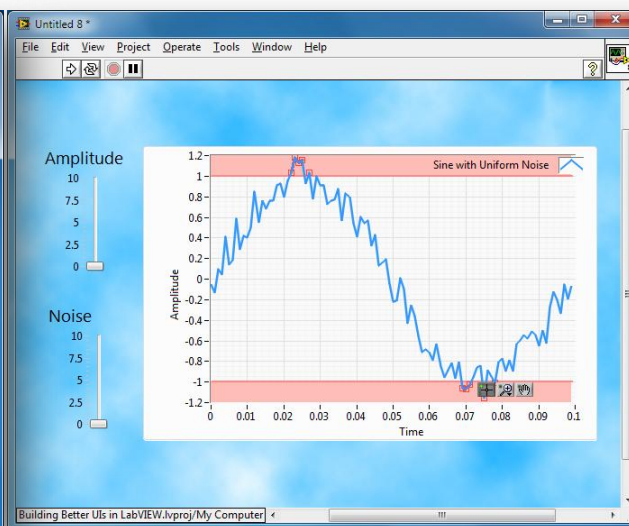 Untitled 8 *
File Edit View Project Operate Tools Window Help
?
Amplitude
10
7.5
5
2.5
0
Noise
10
7.5
5
2.5
0
Sine with Uniform Noise
Amplitude
1.2
1
0.8
0.6
0.4
0.2
0
-0.2
-0.4
-0.6
-0.8
-1
-1.2
0 0.01 0.02 0.03 0.04 0.05 0.06 0.07 0.08 0.09 0.1
Time
Building Better UIs in LabVIEW.lvproj/My Computer